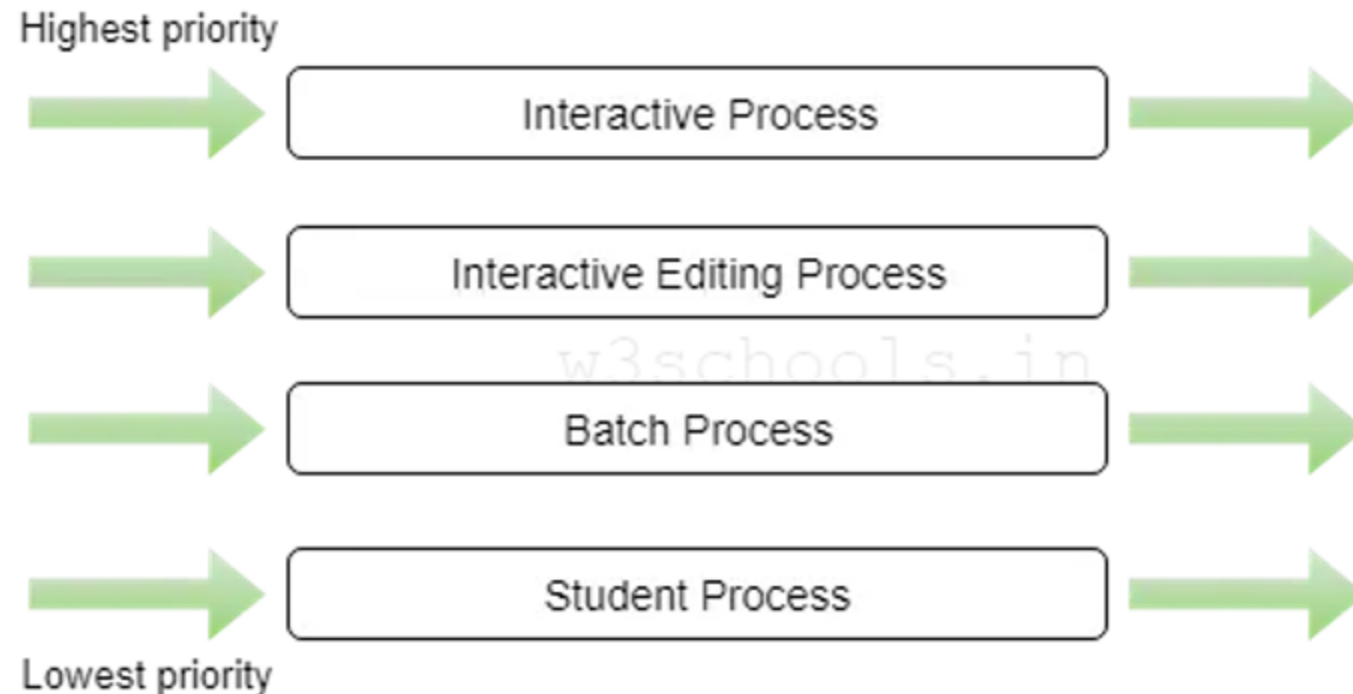 Highest priority
Interactive Process
Interactive Editing Process
w3schools.in
Batch Process
Student Process
Lowest priority